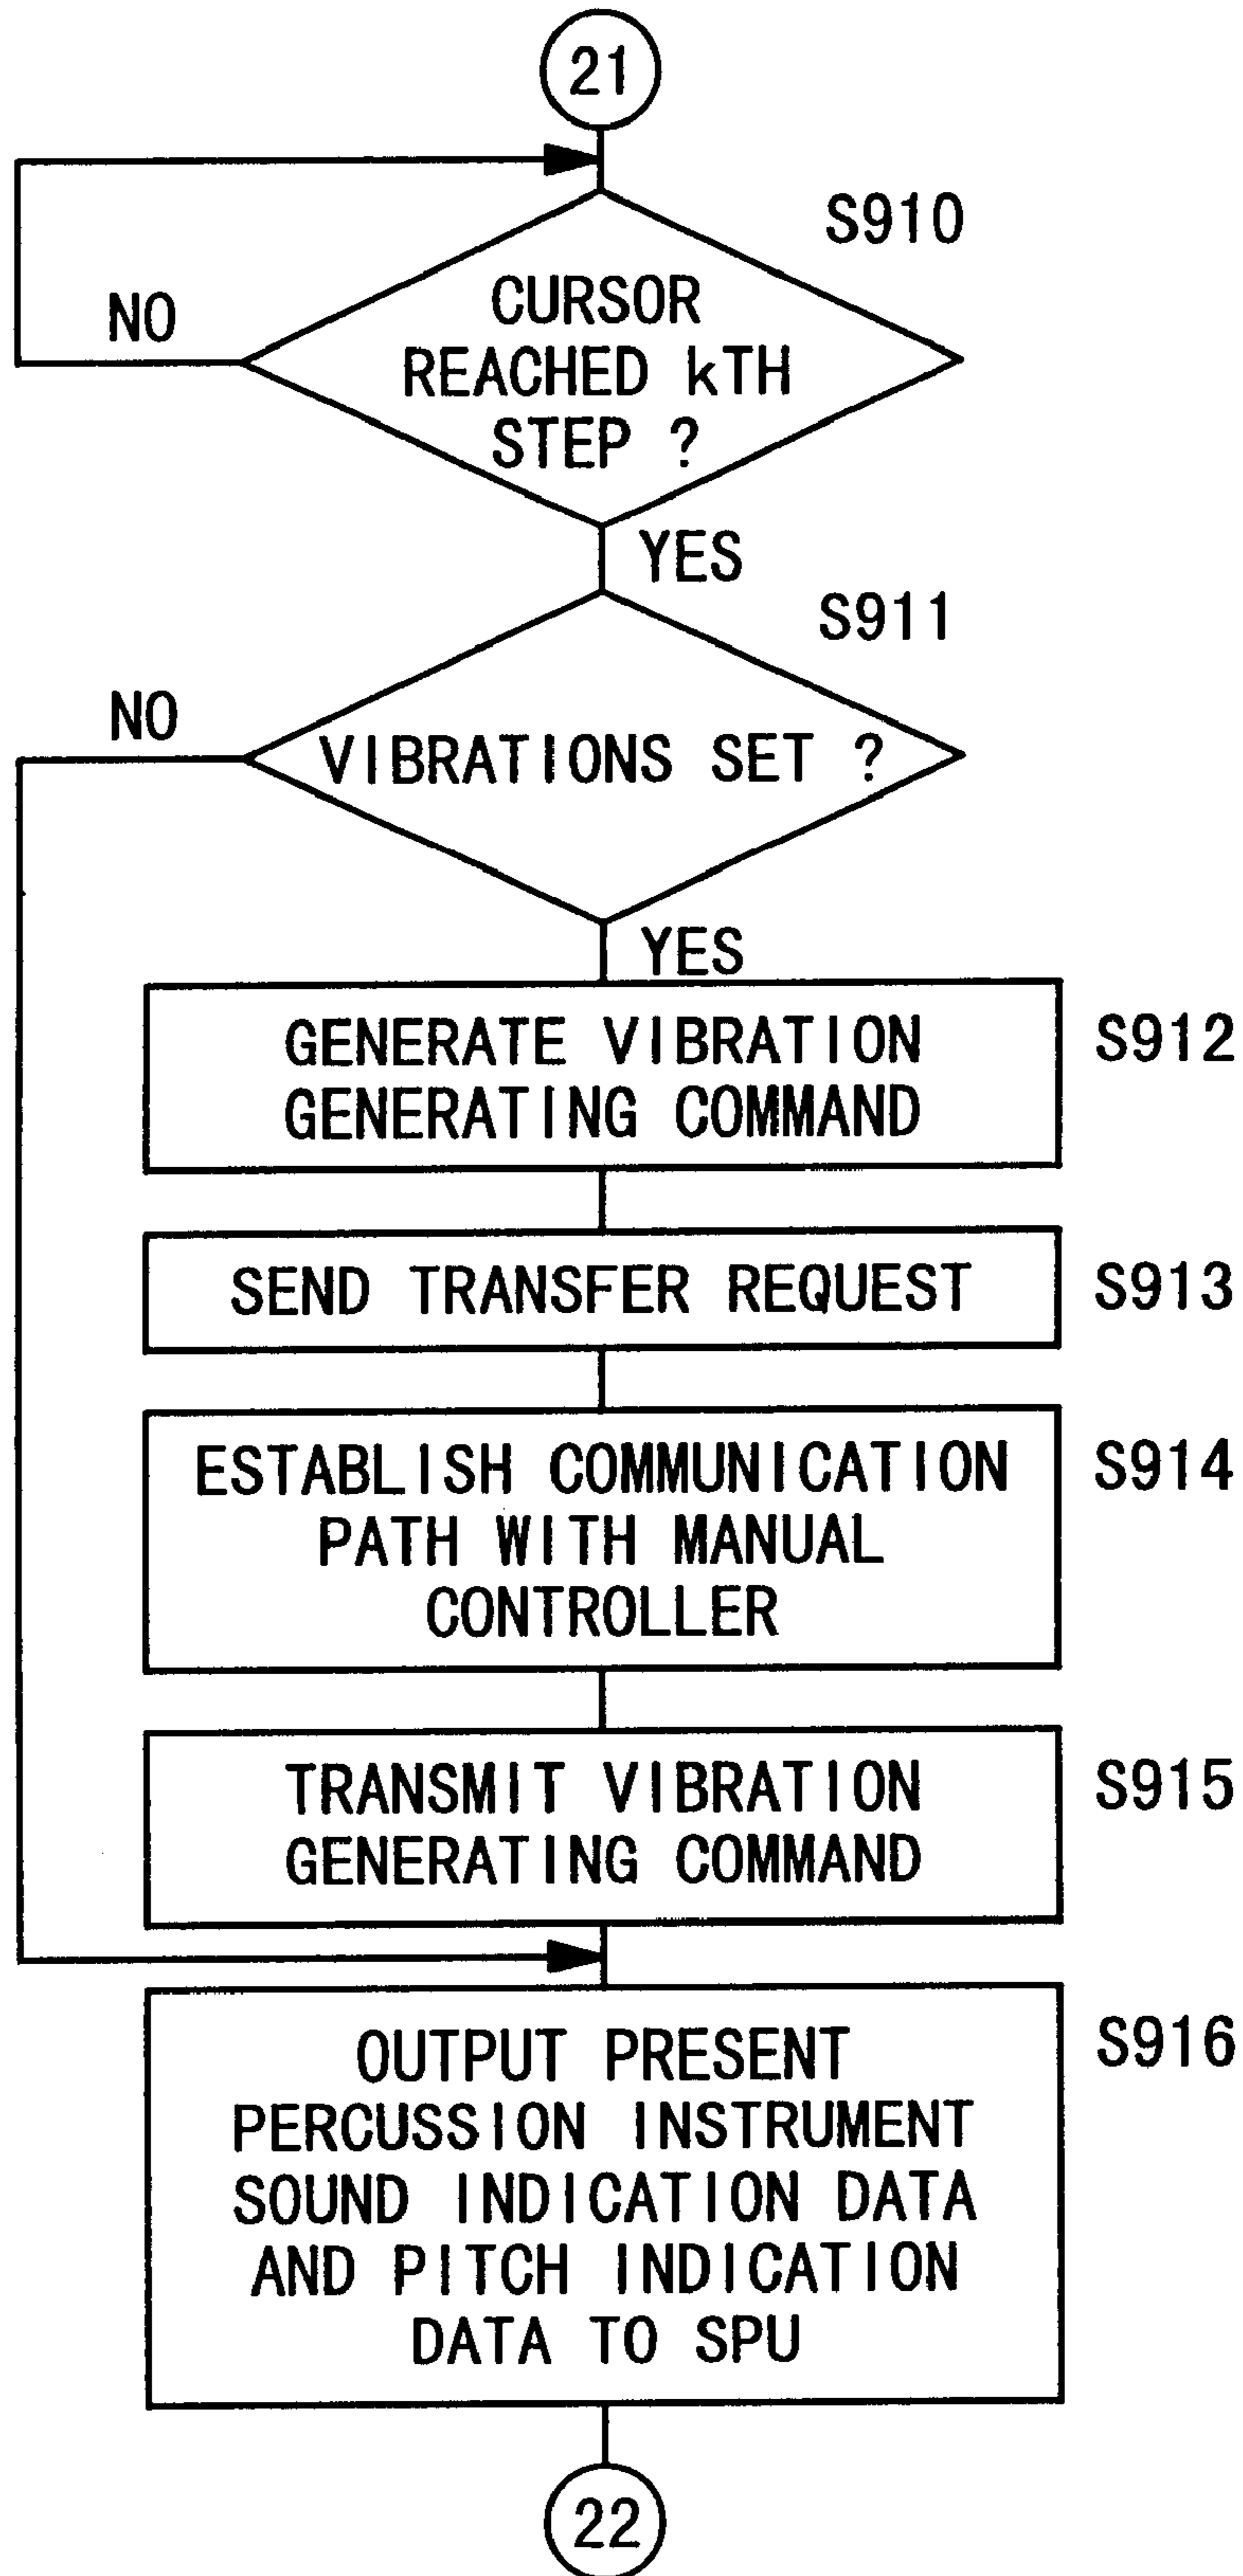 21
S910
NO
CURSOR
REACHED kTH
STEP ?
YES
S911
NO
VIBRATIONS SET ?
YES
GENERATE VIBRATION
GENERATING COMMAND
S912
SEND TRANSFER REQUEST
S913
ESTABLISH COMMUNICATION
PATH WITH MANUAL
CONTROLLER
S914
TRANSMIT VIBRATION
GENERATING COMMAND
S915
OUTPUT PRESENT
PERCUSSION INSTRUMENT
SOUND INDICATION DATA
AND PITCH INDICATION
DATA TO SPU
S916
22